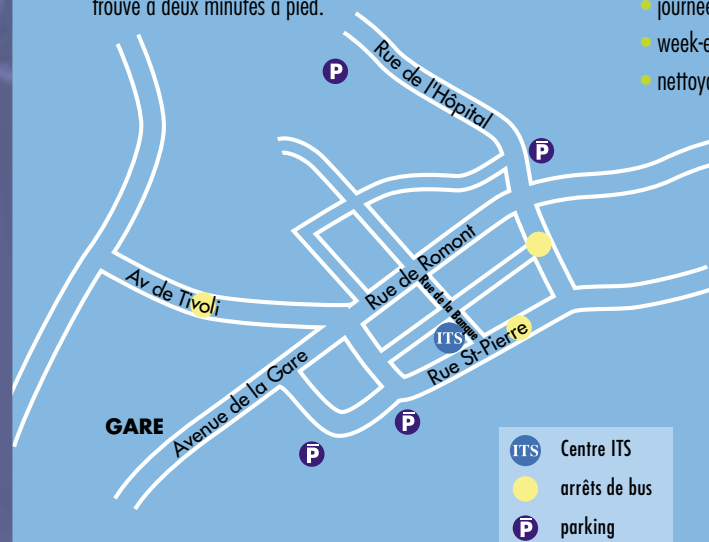 trouve à deux minutes à pied.
• journée
• week-e
• nettoya
P
Rue de l'Hôpital
P
Rue de Romont
Av de Tivoli
Rue de la Banque
ITS
Rue St-Pierre
Avenue de la Gare
GARE
P
P
ITS Centre ITS
arrêts de bus
P parking